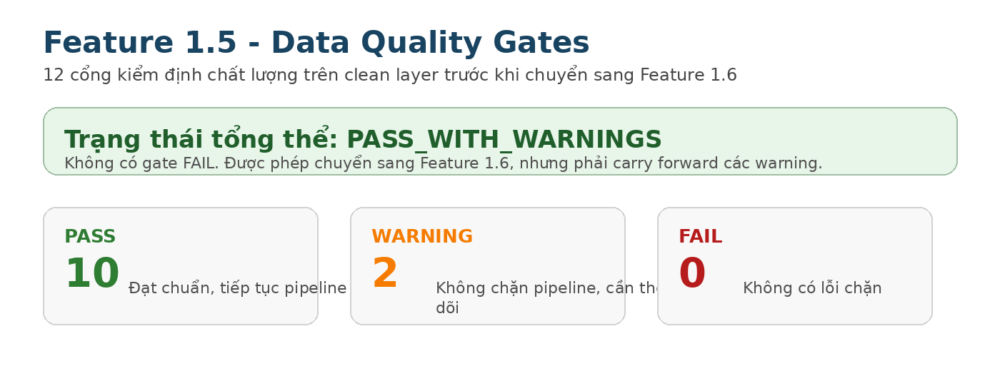 Feature 1.5 - Data Quality Gates
12 cổng kiểm định chất lượng trên clean layer trước khi chuyển sang Feature 1.6
Trạng thái tổng thể: PASS_WITH_WARNINGS
Không có gate FAIL. Được phép chuyển sang Feature 1.6, nhưng phải carry forward các warning.
PASS
10
Đạt chuẩn, tiếp tục pipeline
WARNING
2
Không chặn pipeline, cần
dõi
FAIL
0
Không có lỗi chặn